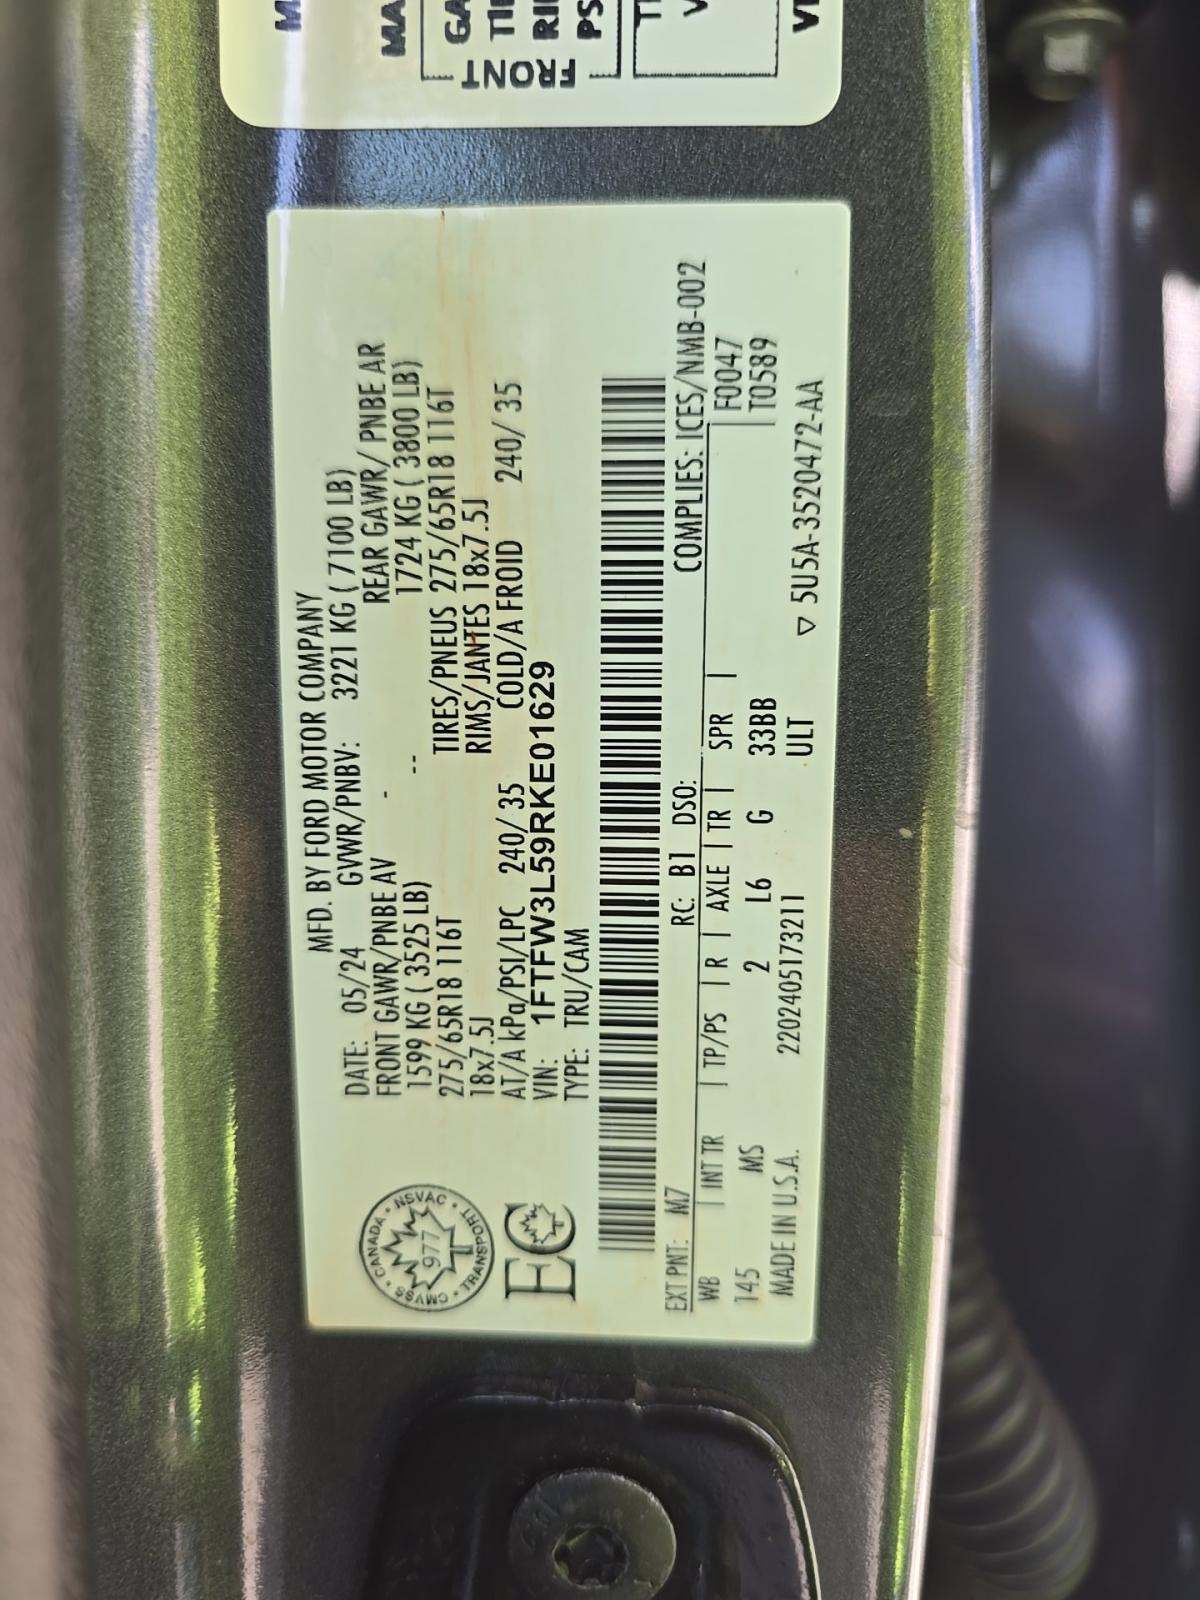 MFD. BY FORD MOTOR COMPANY
DATE: 05/24 GVWR/PNBV: 3221 KG ( 7100 LB)
FRONT GAWR/PNBE AV - REAR GAWR/ PNBE AR
1599 KG ( 3525 LB) -- 1724 KG ( 3800 LB)
275/65R18 116T TIRES/PNEUS 275/65R18 116T
18x7.5J RIMS/JANTES 18x7.5J
AT/A kPa/PSI/LPC 240/ 35 COLD/A FROID 240/ 35
VIN: 1FTFW3L59RKE01629
TYPE: TRU/CAM
CANADA • NSVAC • TRANSPORT • CMVSS •
977
EC
COMPLIES: ICES/NMB-002
EXT PNT: M7 RC: B1 DSO:
WB | INT TR | TP/PS | R | AXLE | TR | SPR | F0047
145 MS 2 L6 G 33BB T0589
ULT
MADE IN U.S.A. 2202405173211 ▽ 5U5A-3520472-AA
FRONT